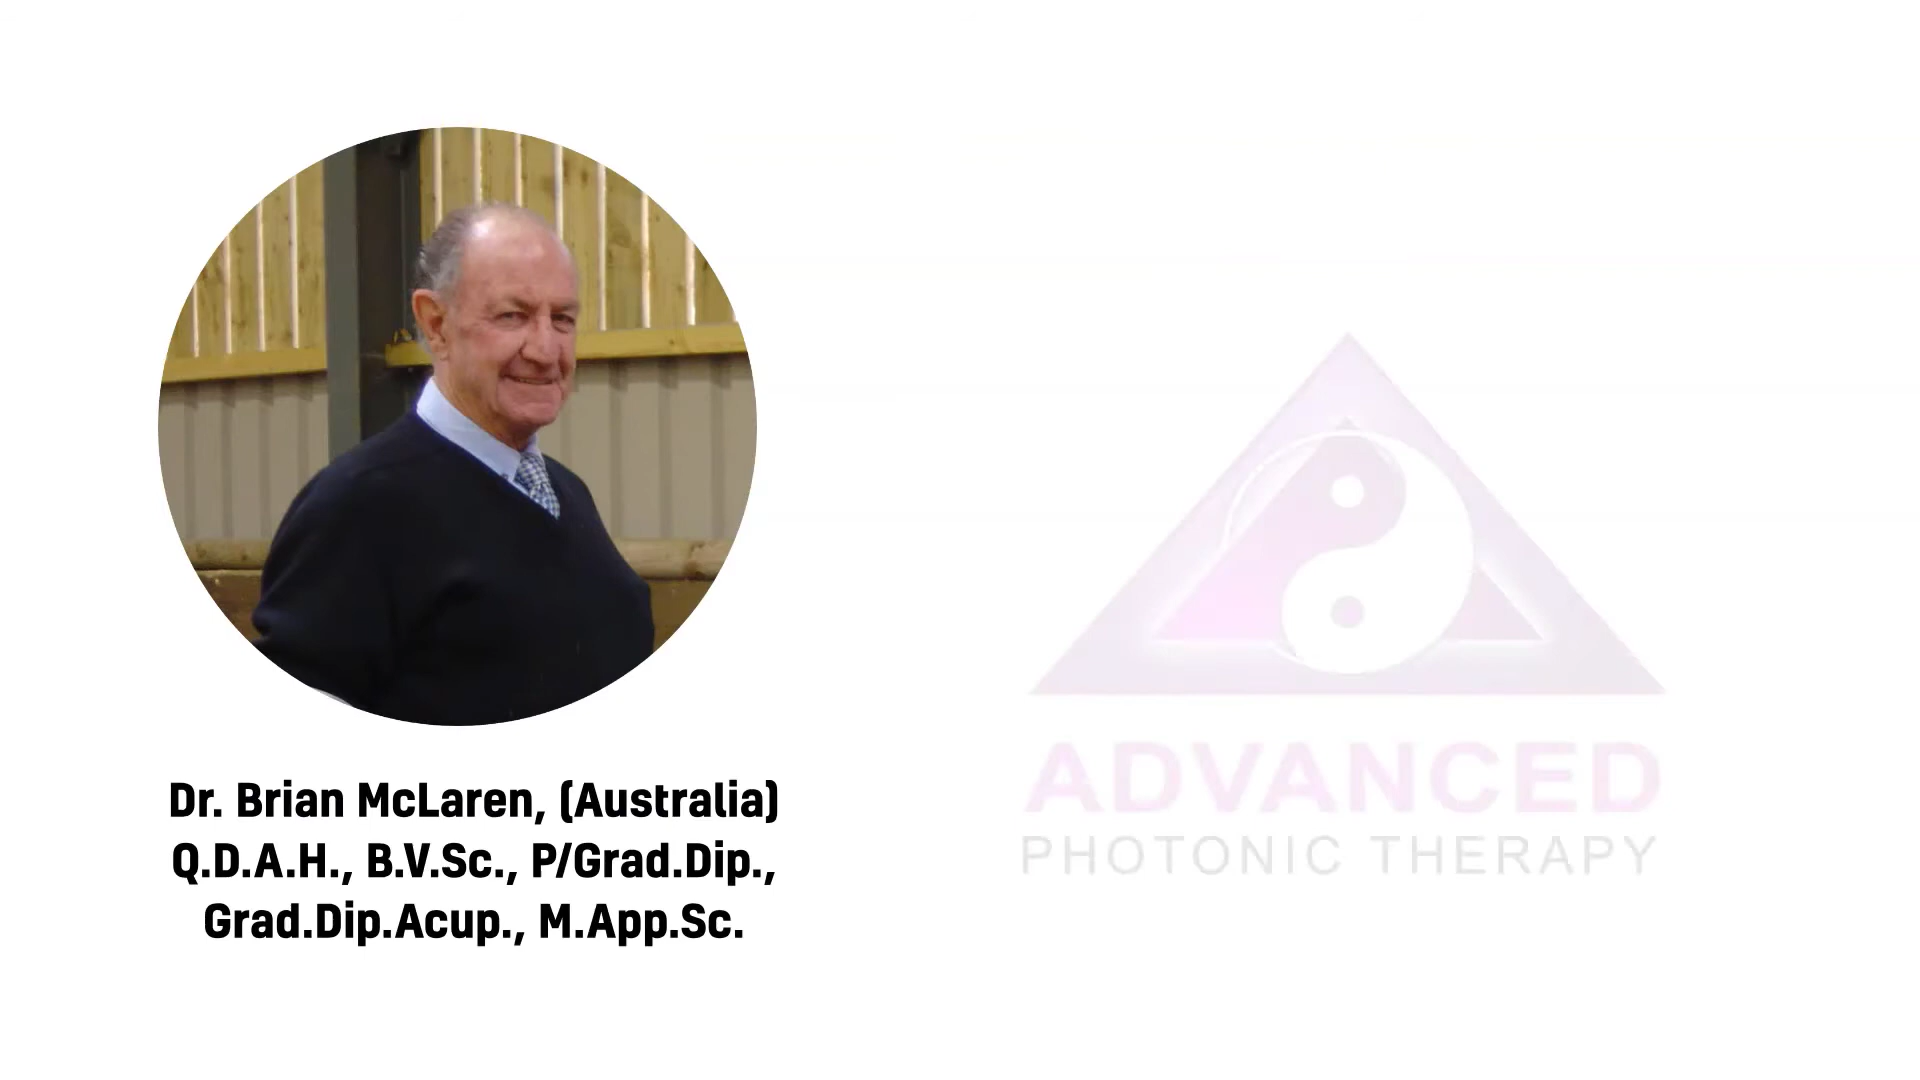 Dr. Brian McLaren, (Australia)
Q.D.A.H., B.V.Sc., P/Grad.Dip.,
Grad.Dip.Acup., M.App.Sc.
ADVANCED
PHOTONIC THERAPY